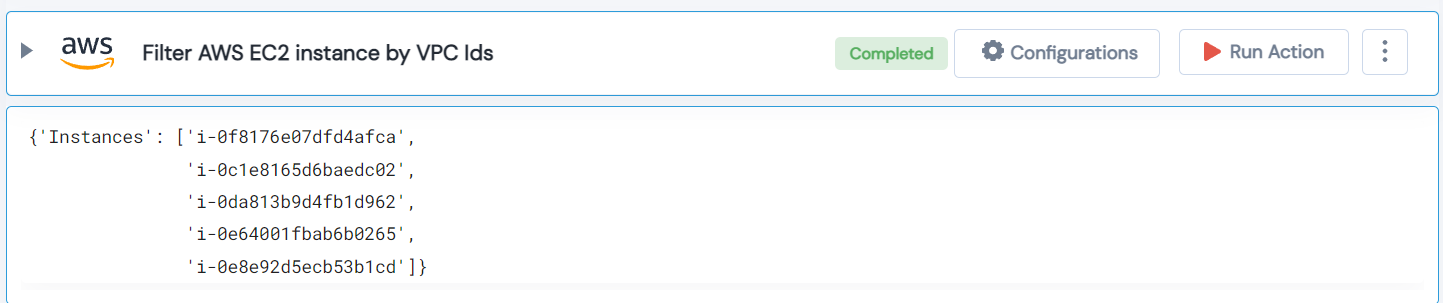 aws Filter AWS EC2 instance by VPC Ids Completed Configurations Run Action
{'Instances': ['i-0f8176e07dfd4afca',
'i-0c1e8165d6baedc02',
'i-0da813b9d4fb1d962',
'i-0e64001fbab6b0265',
'i-0e8e92d5ecb53b1cd']}